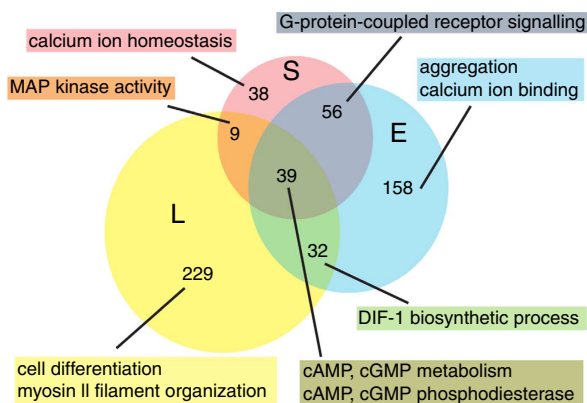 G-protein-coupled receptor signalling
calcium ion homeostasis
S
aggregation
calcium ion binding
MAP kinase activity
38
56
9
E
39
158
L
32
229
DIF-1 biosynthetic process
cell differentiation
myosin II filament organization
cAMP, cGMP metabolism
cAMP, cGMP phosphodiesterase